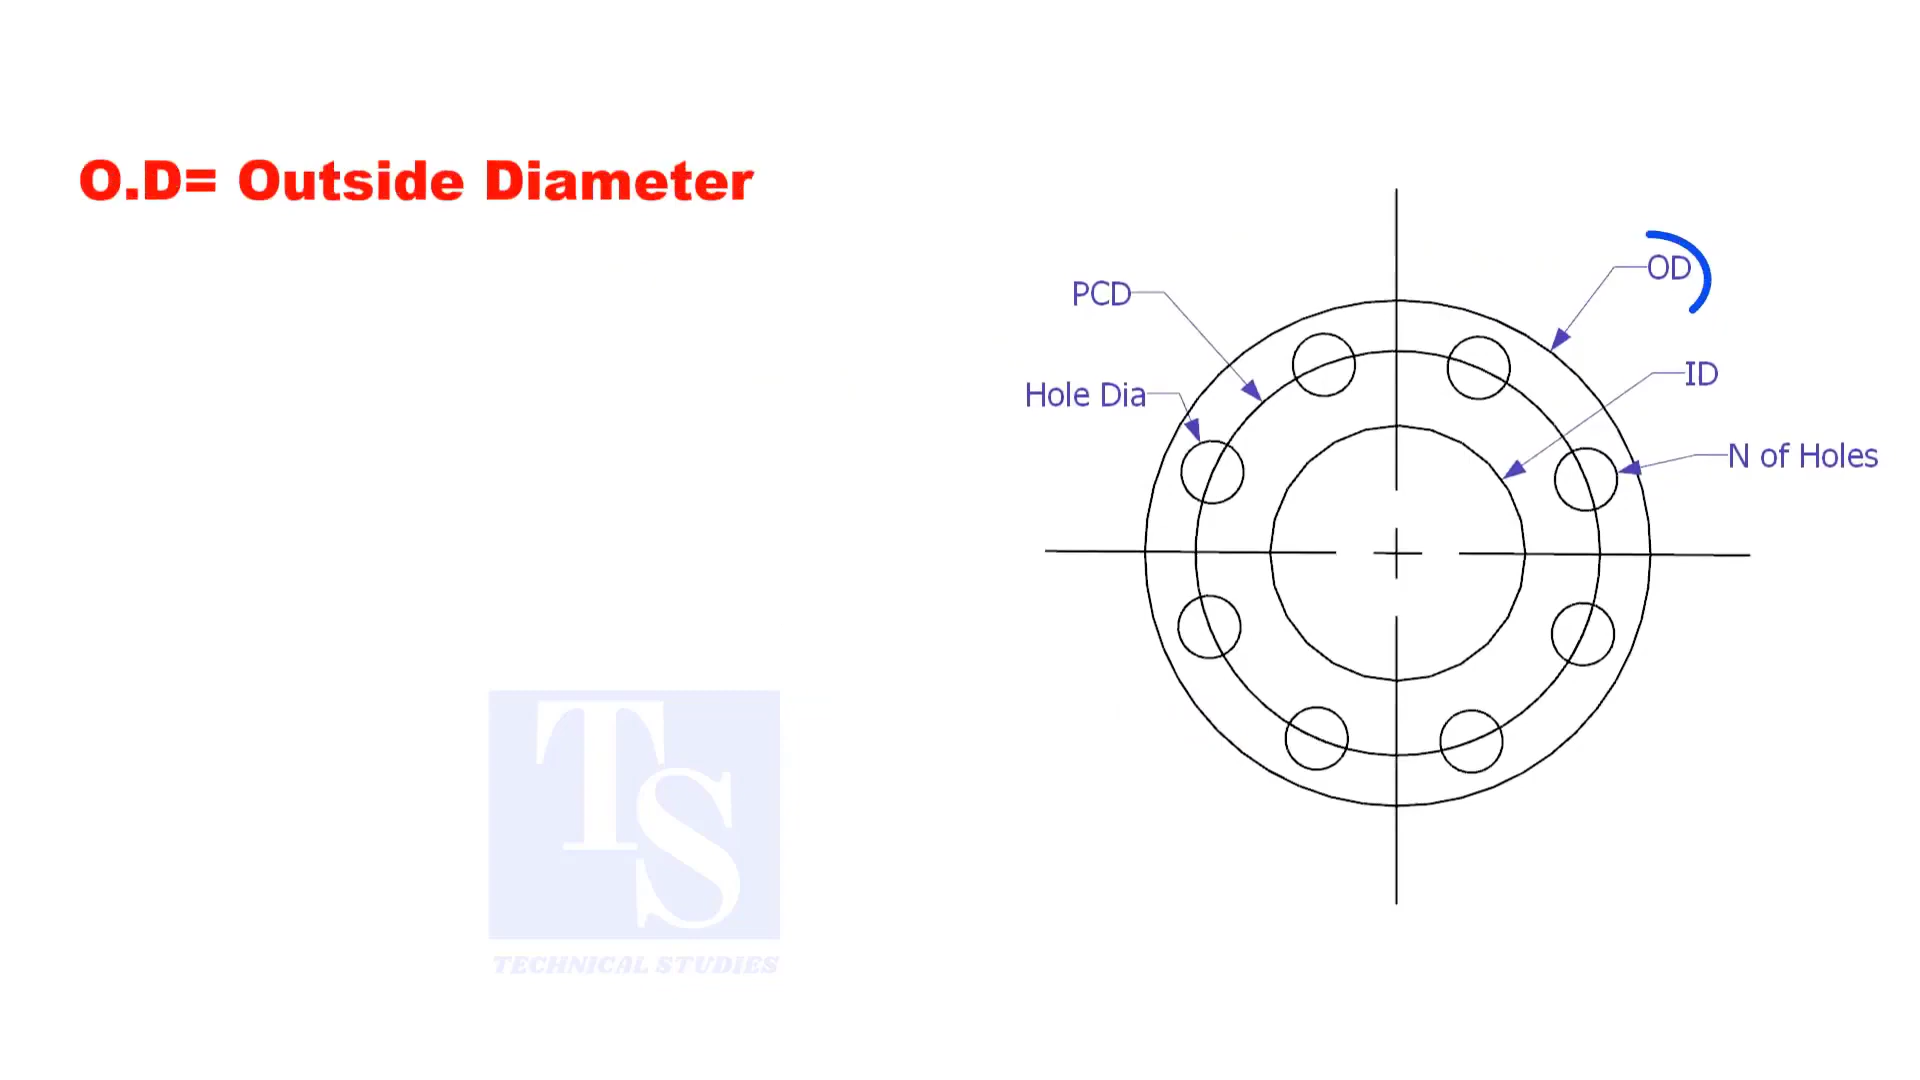 O.D= Outside Diameter
OD
PCD
ID
Hole Dia
N of Holes
TS
TECHNICAL STUDIES